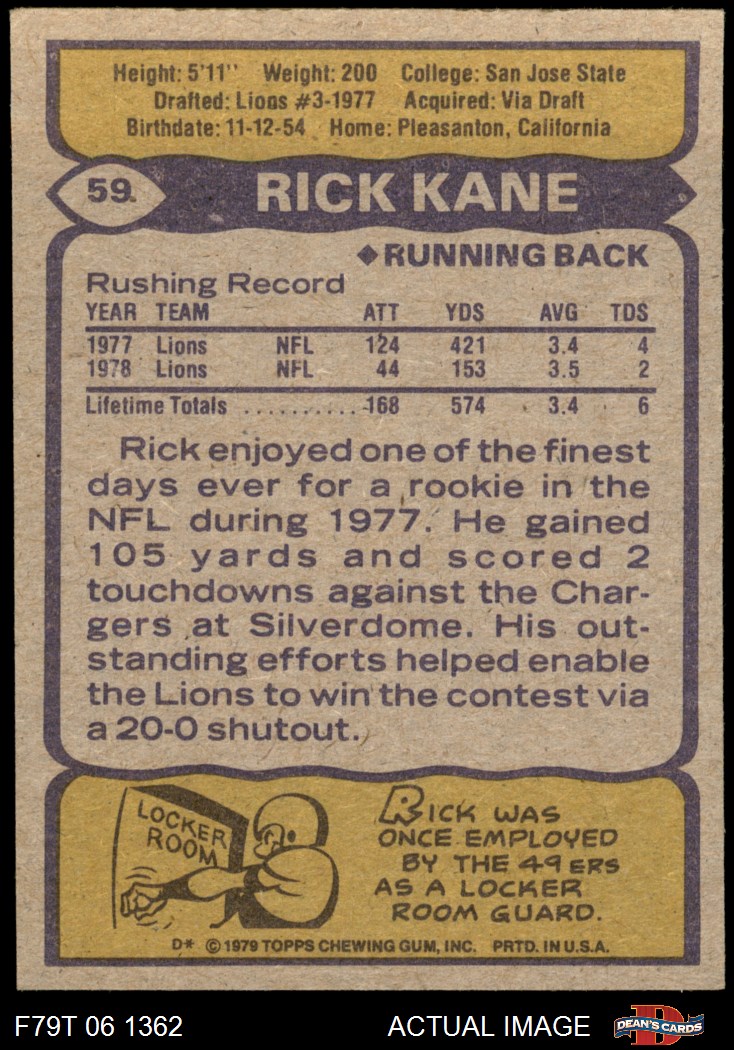 Height: 5'11'' Weight: 200 College: San Jose State
Drafted: Lions #3-1977 Acquired: Via Draft
Birthdate: 11-12-54 Home: Pleasanton, California
59. RICK KANE
◆RUNNING BACK
Rushing Record
YEAR TEAM ATT YDS AVG TDS
1977 Lions NFL 124 421 3.4 4
1978 Lions NFL 44 153 3.5 2
Lifetime Totals .......... 168 574 3.4 6
Rick enjoyed one of the finest
days ever for a rookie in the
NFL during 1977. He gained
105 yards and scored 2
touchdowns against the Char-
gers at Silverdome. His out-
standing efforts helped enable
the Lions to win the contest via
a 20-0 shutout.
LOCKER
ROOM
RICK WAS
ONCE EMPLOYED
BY THE 49ERS
AS A LOCKER
ROOM GUARD.
D* © 1979 TOPPS CHEWING GUM, INC. PRTD. IN U.S.A.
F79T 06 1362 ACTUAL IMAGE D DEAN'S CARDS